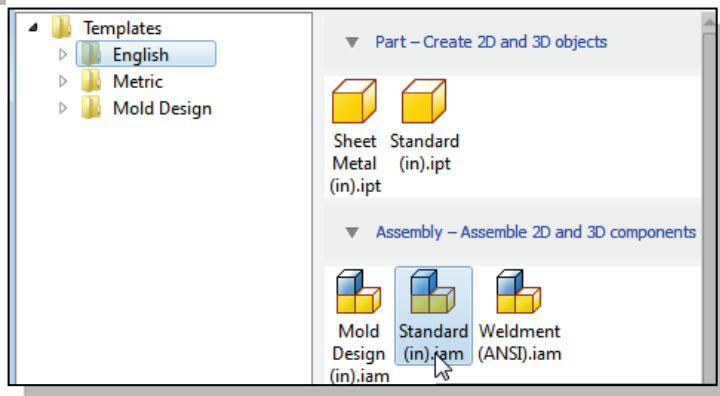 Templates
English
Metric
Mold Design
Part – Create 2D and 3D objects
Sheet Metal (in).ipt
Standard (in).ipt
Assembly – Assemble 2D and 3D components
Mold Design (in).iam
Standard (in).iam
Weldment (ANSI).iam